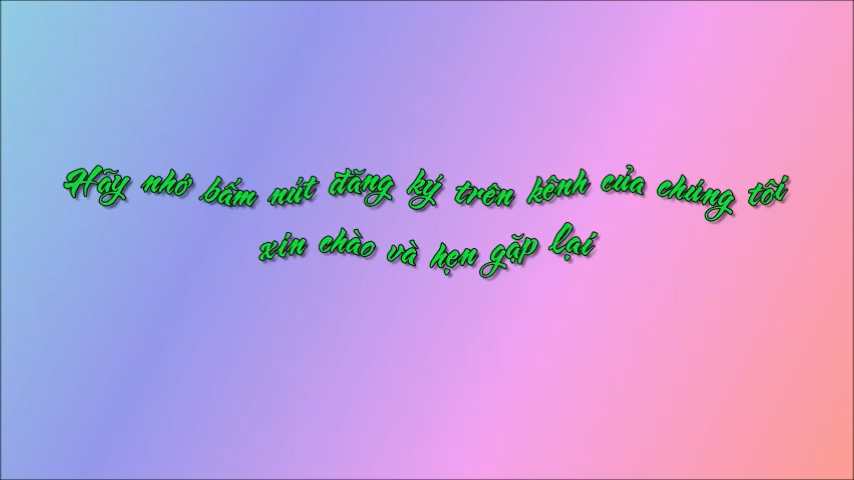 Hãy nhớ bấm nút đăng ký trên kênh của chúng tôi
xin chào và hẹn gặp lại